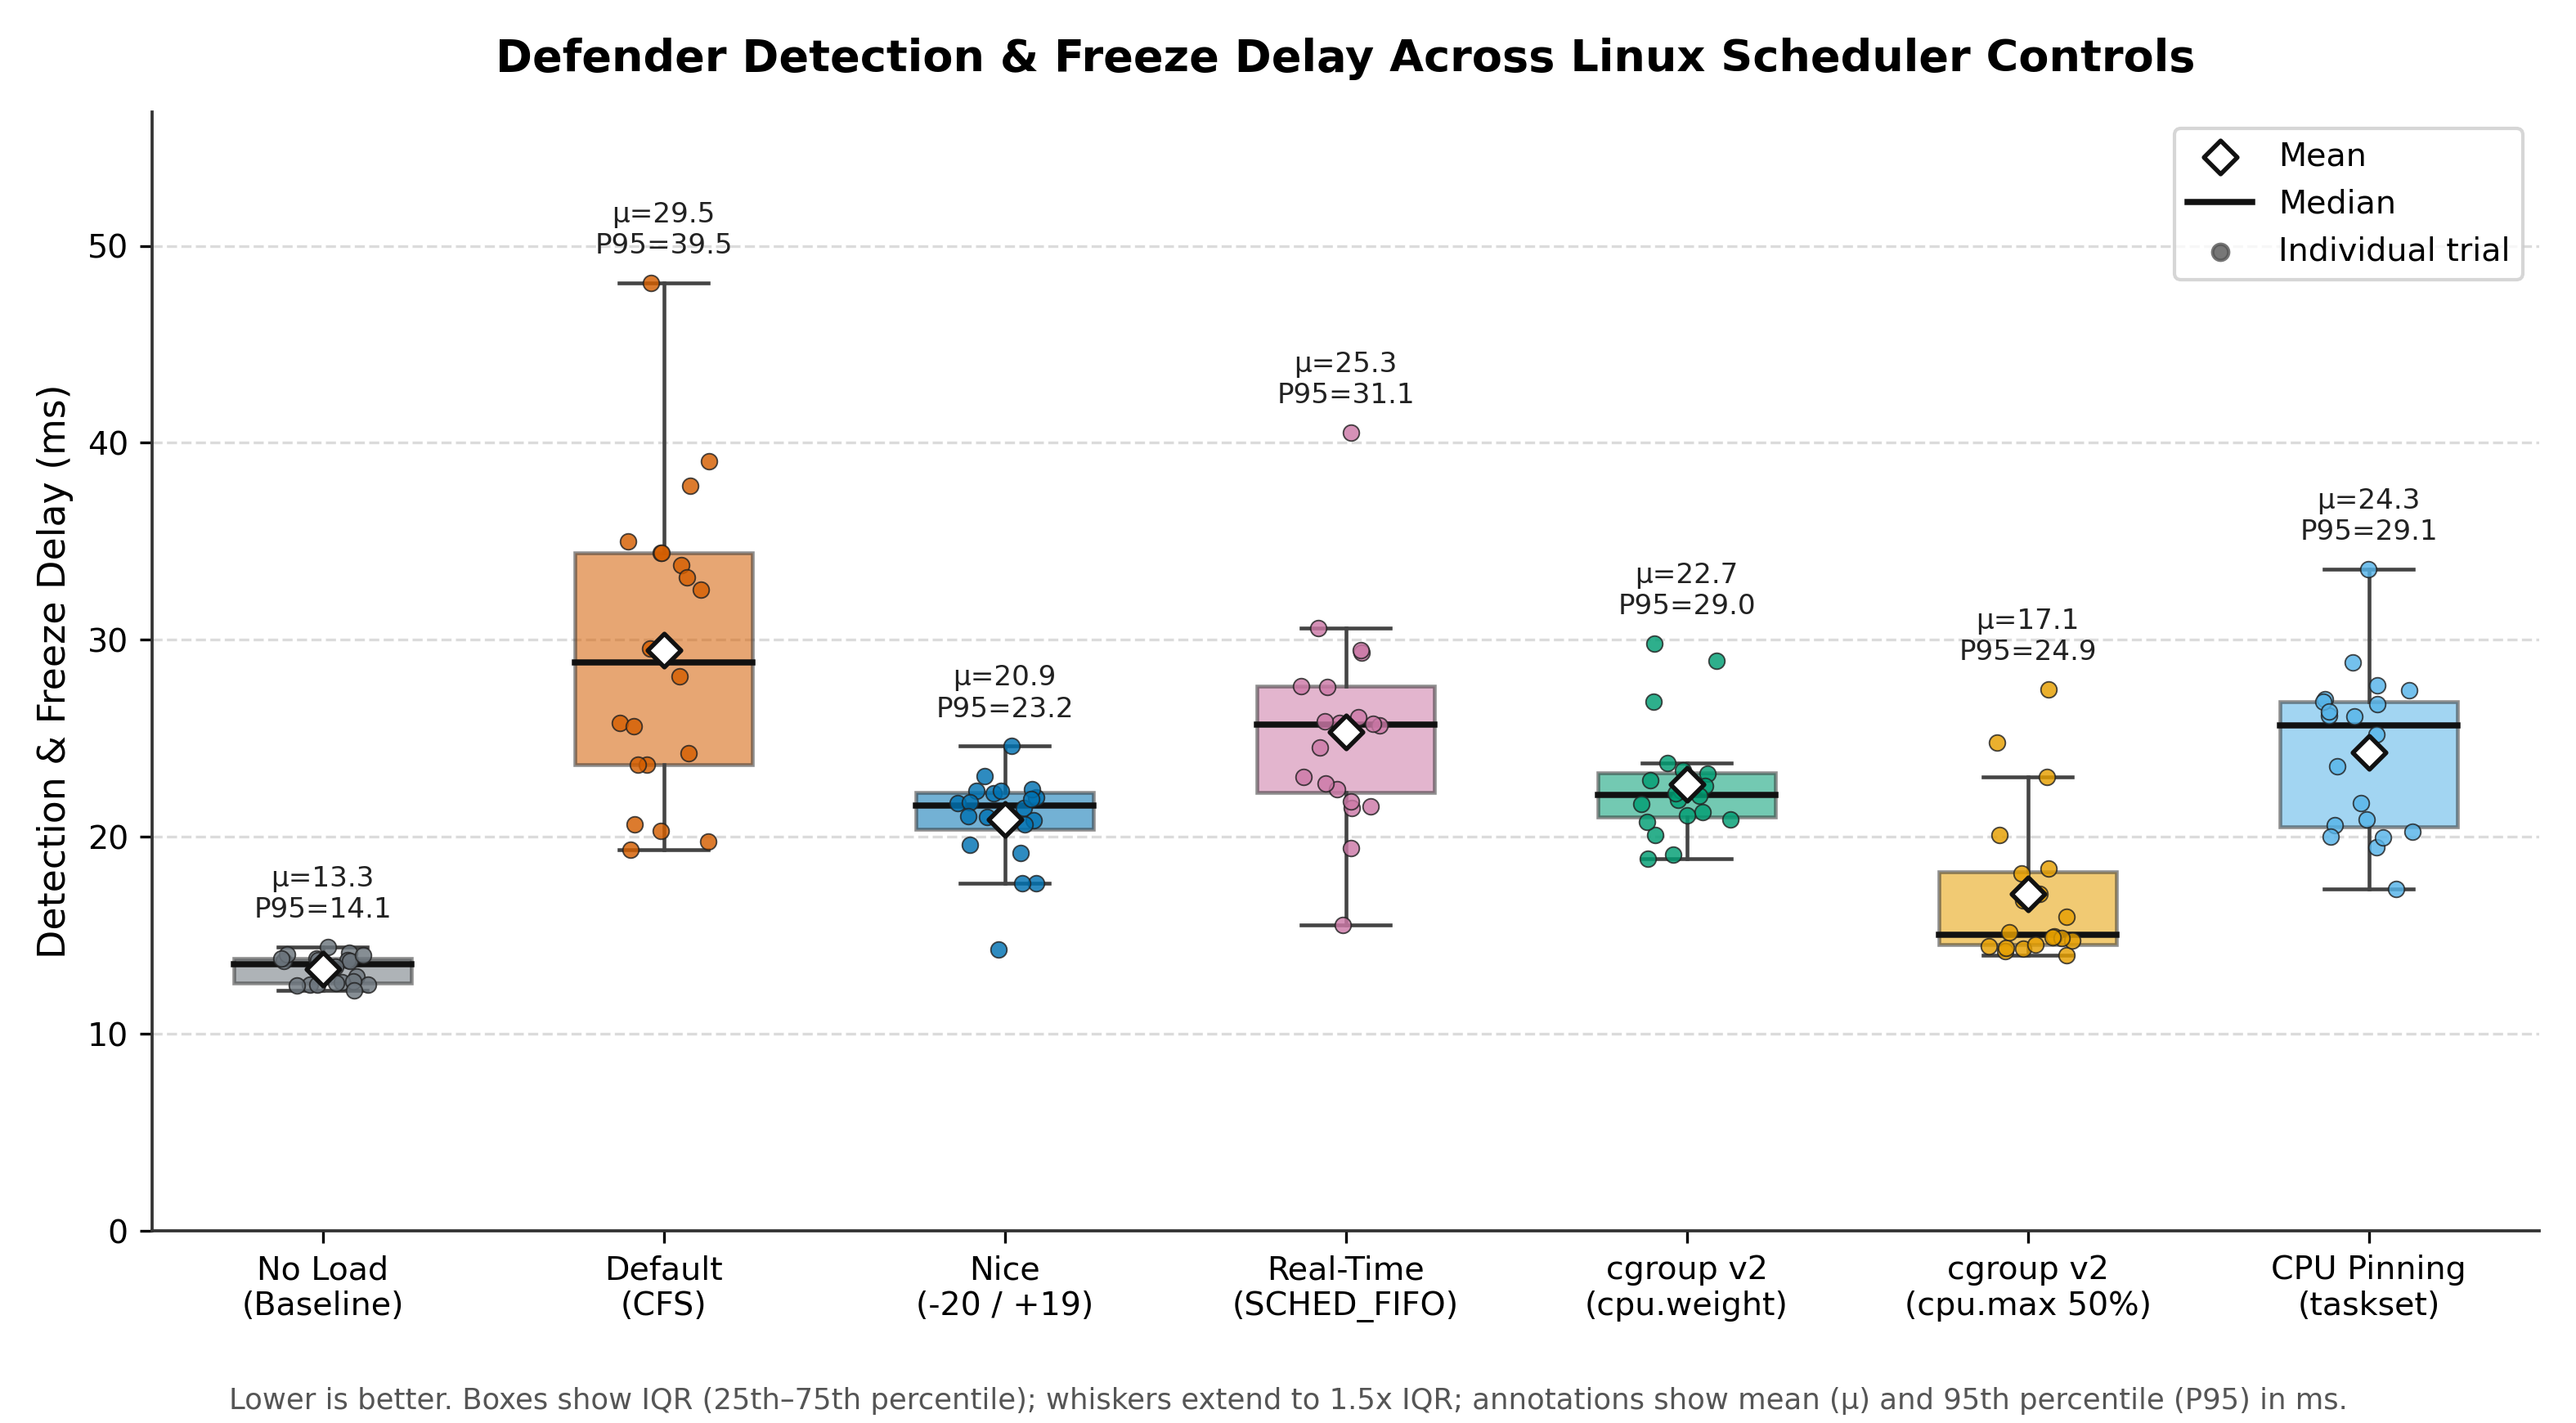 Defender Detection & Freeze Delay Across Linux Scheduler Controls
Detection & Freeze Delay (ms)
50
40
30
20
10
0
Mean
Median
Individual trial
μ=13.3
P95=14.1
μ=29.5
P95=39.5
μ=20.9
P95=23.2
μ=25.3
P95=31.1
μ=22.7
P95=29.0
μ=17.1
P95=24.9
μ=24.3
P95=29.1
No Load
(Baseline)
Default
(CFS)
Nice
(-20 / +19)
Real-Time
(SCHED_FIFO)
cgroup v2
(cpu.weight)
cgroup v2
(cpu.max 50%)
CPU Pinning
(taskset)
Lower is better. Boxes show IQR (25th–75th percentile); whiskers extend to 1.5x IQR; annotations show mean (μ) and 95th percentile (P95) in ms.